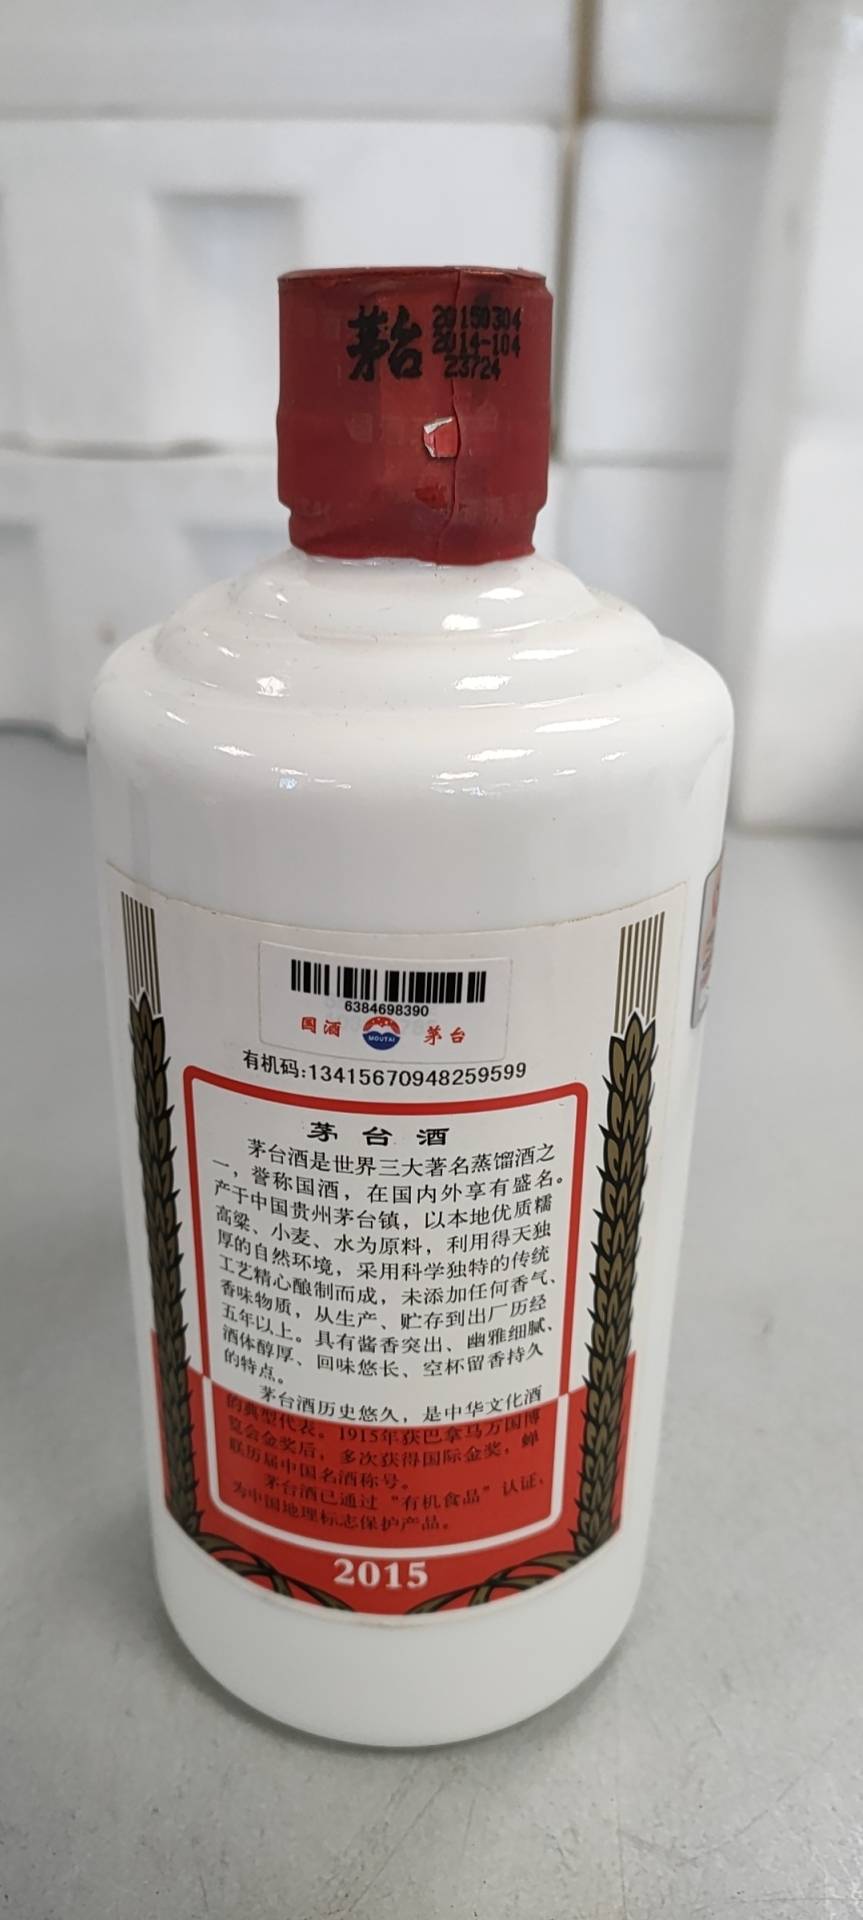 茅台
20150304
2014-104
23724
6384698390
国酒 MOUTAI 茅台
有机码:13415670948259599
茅台酒
茅台酒是世界三大著名蒸馏酒之
一，誉称国酒，在国内外享有盛名。
产于中国贵州茅台镇，以本地优质糯
高粱、小麦、水为原料，利用得天独
厚的自然环境，采用科学独特的传统
工艺精心酿制而成，未添加任何香气、
香味物质，从生产、贮存到出厂历经
五年以上。具有酱香突出、幽雅细腻、
酒体醇厚、回味悠长、空杯留香持久
的特点。
茅台酒历史悠久，是中华文化酒
的典型代表。1915年获巴拿马万国博
览会金奖后，多次获得国际金奖，蝉
联历届中国名酒称号。
茅台酒已通过“有机食品”认证、
为中国地理标志保护产品。
2015